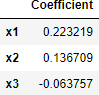 Coefficient
x1 0.223219
x2 0.136709
x3 -0.063757